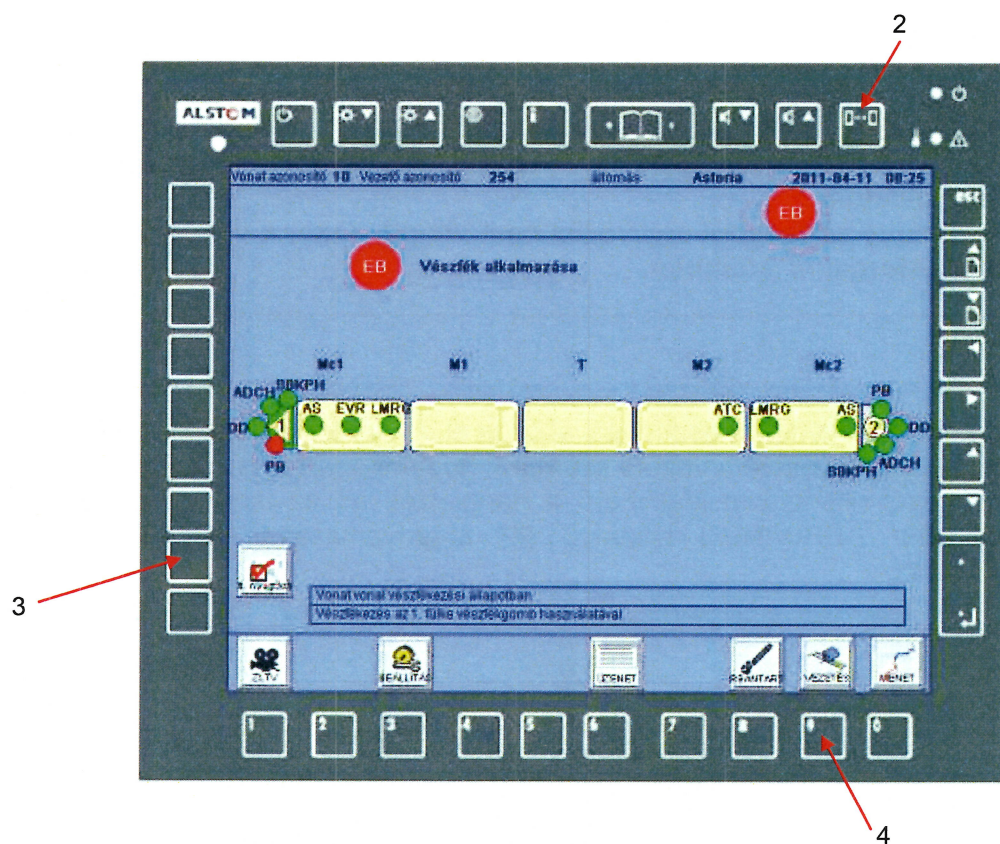 2
ALSTOM
i
Vonat azonosító 10 Vezető azonosító 254 állomás Astoria 2011-04-11 08:25
esc
EB
EB Vészfék alkalmazása
Mc1 M1 T M2 Mc2
ADCH BBKPH PB
AS EVR LMRG ATC LMRG AS
DD 1 2 DD
PB BBKPH ADCH
Vonat vonal vészfékezési állapotban
Vészfékezés az 1. fülke vészfékgomb használatával
3
CCTV BEÁLLÍTÁS ÜZENET KARBANTART VEZETÉS MENET
1 2 3 4 5 6 7 8 9 0
4